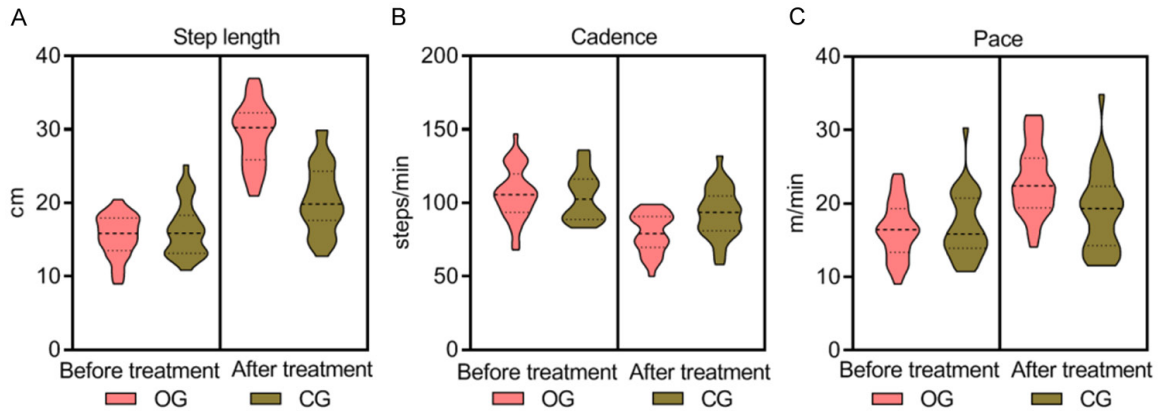 A
Step length
40
30
20
10
0
cm
Before treatment After treatment
OG CG
B
Cadence
200
150
100
50
0
steps/min
Before treatment After treatment
OG CG
C
Pace
40
30
20
10
0
m/min
Before treatment After treatment
OG CG